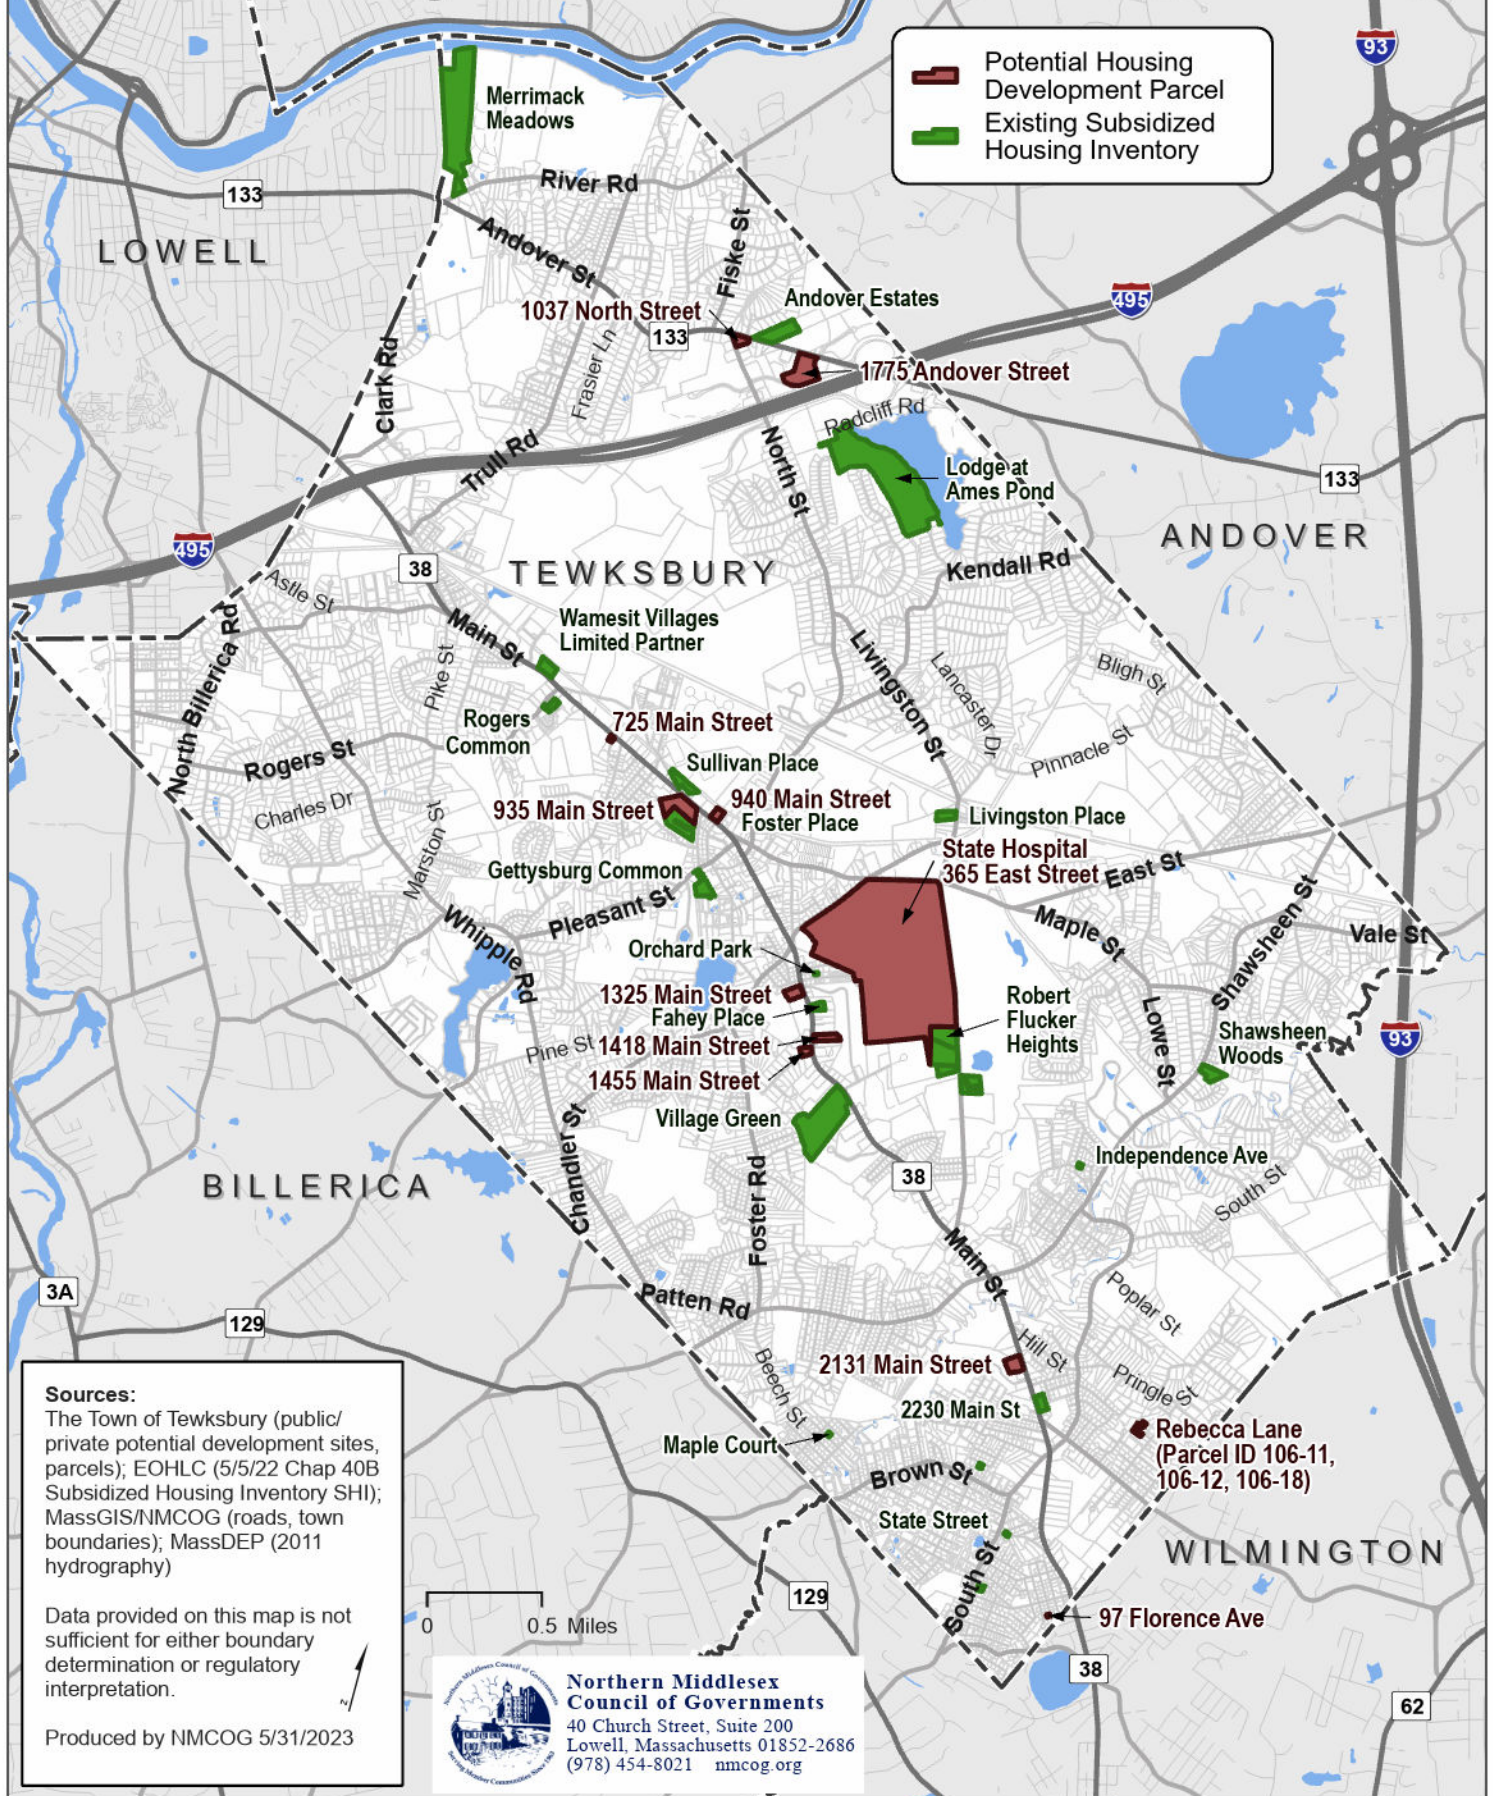 93
Potential Housing
Development Parcel
Existing Subsidized
Housing Inventory
Merrimack
Meadows
River Rd
133
LOWELL
Andover St
Fiske St
Andover Estates
495
1037 North Street
133
Frasier Ln
Clark Rd
1775 Andover Street
Radcliff Rd
Trull Rd
North St
Lodge at
Ames Pond
133
ANDOVER
495
38
TEWKSBURY
Kendall Rd
Astle St
North Billerica Rd
Main St
Wamesit Villages
Limited Partner
Pike St
Livingston St
Lancaster Dr
Bligh St
Rogers
Common
725 Main Street
Rogers St
Pinnacle St
Sullivan Place
Charles Dr
935 Main Street
940 Main Street
Foster Place
Livingston Place
Marston St
State Hospital
365 East Street
East St
Gettysburg Common
Pleasant St
Whipple Rd
Maple St
Shawsheen St
Vale St
Orchard Park
1325 Main Street
Fahey Place
Robert
Flucker
Heights
Lowe St
Shawsheen
Woods
93
Pine St
1418 Main Street
1455 Main Street
Village Green
Chandler St
Independence Ave
South St
BILLERICA
38
Foster Rd
Main St
3A
129
Patten Rd
Poplar St
Hill St
2131 Main Street
Beech St
Pringle St
2230 Main St
Maple Court
Rebecca Lane
(Parcel ID 106-11,
106-12, 106-18)
Brown St
State Street
WILMINGTON
South St
129
97 Florence Ave
38
62
Sources:
The Town of Tewksbury (public/
private potential development sites,
parcels); EOHLC (5/5/22 Chap 40B
Subsidized Housing Inventory SHI);
MassGIS/NMCOG (roads, town
boundaries); MassDEP (2011
hydrography)
Data provided on this map is not
sufficient for either boundary
determination or regulatory
interpretation.
z
Produced by NMCOG 5/31/2023
0 0.5 Miles
Northern Middlesex Council of Governments
Serving Member Communities Since 1963
Northern Middlesex
Council of Governments
40 Church Street, Suite 200
Lowell, Massachusetts 01852-2686
(978) 454-8021 nmcog.org